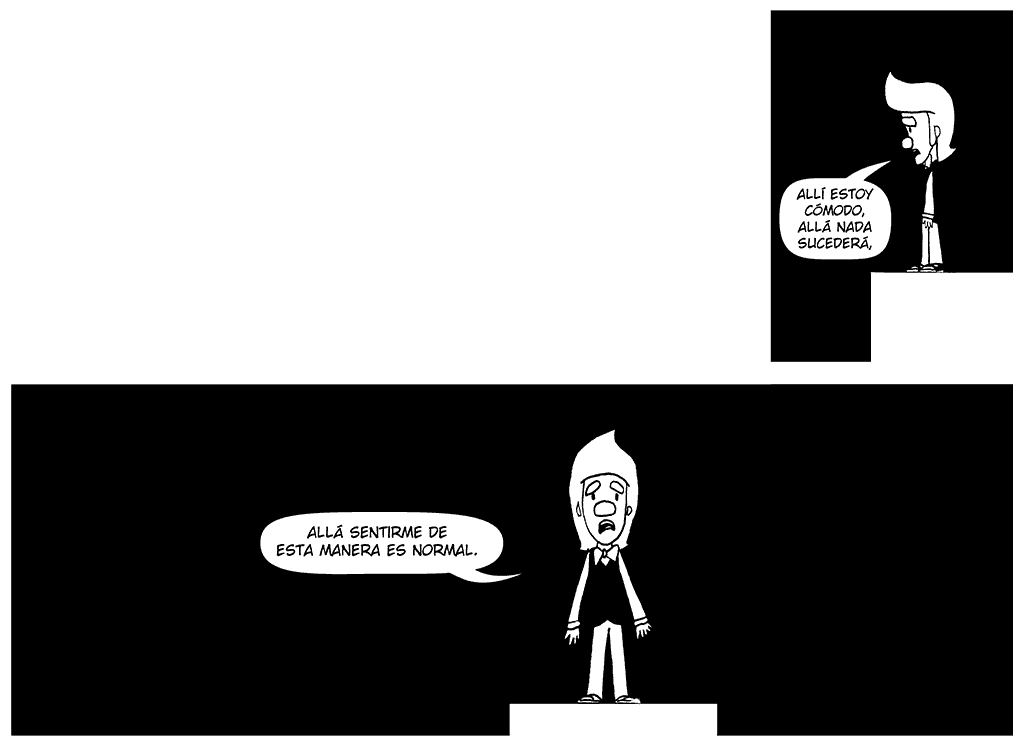 ALLÍ ESTOY
CÓMODO,
ALLÁ NADA
SUCEDERÁ,
ALLÁ SENTIRME DE
ESTA MANERA ES NORMAL.